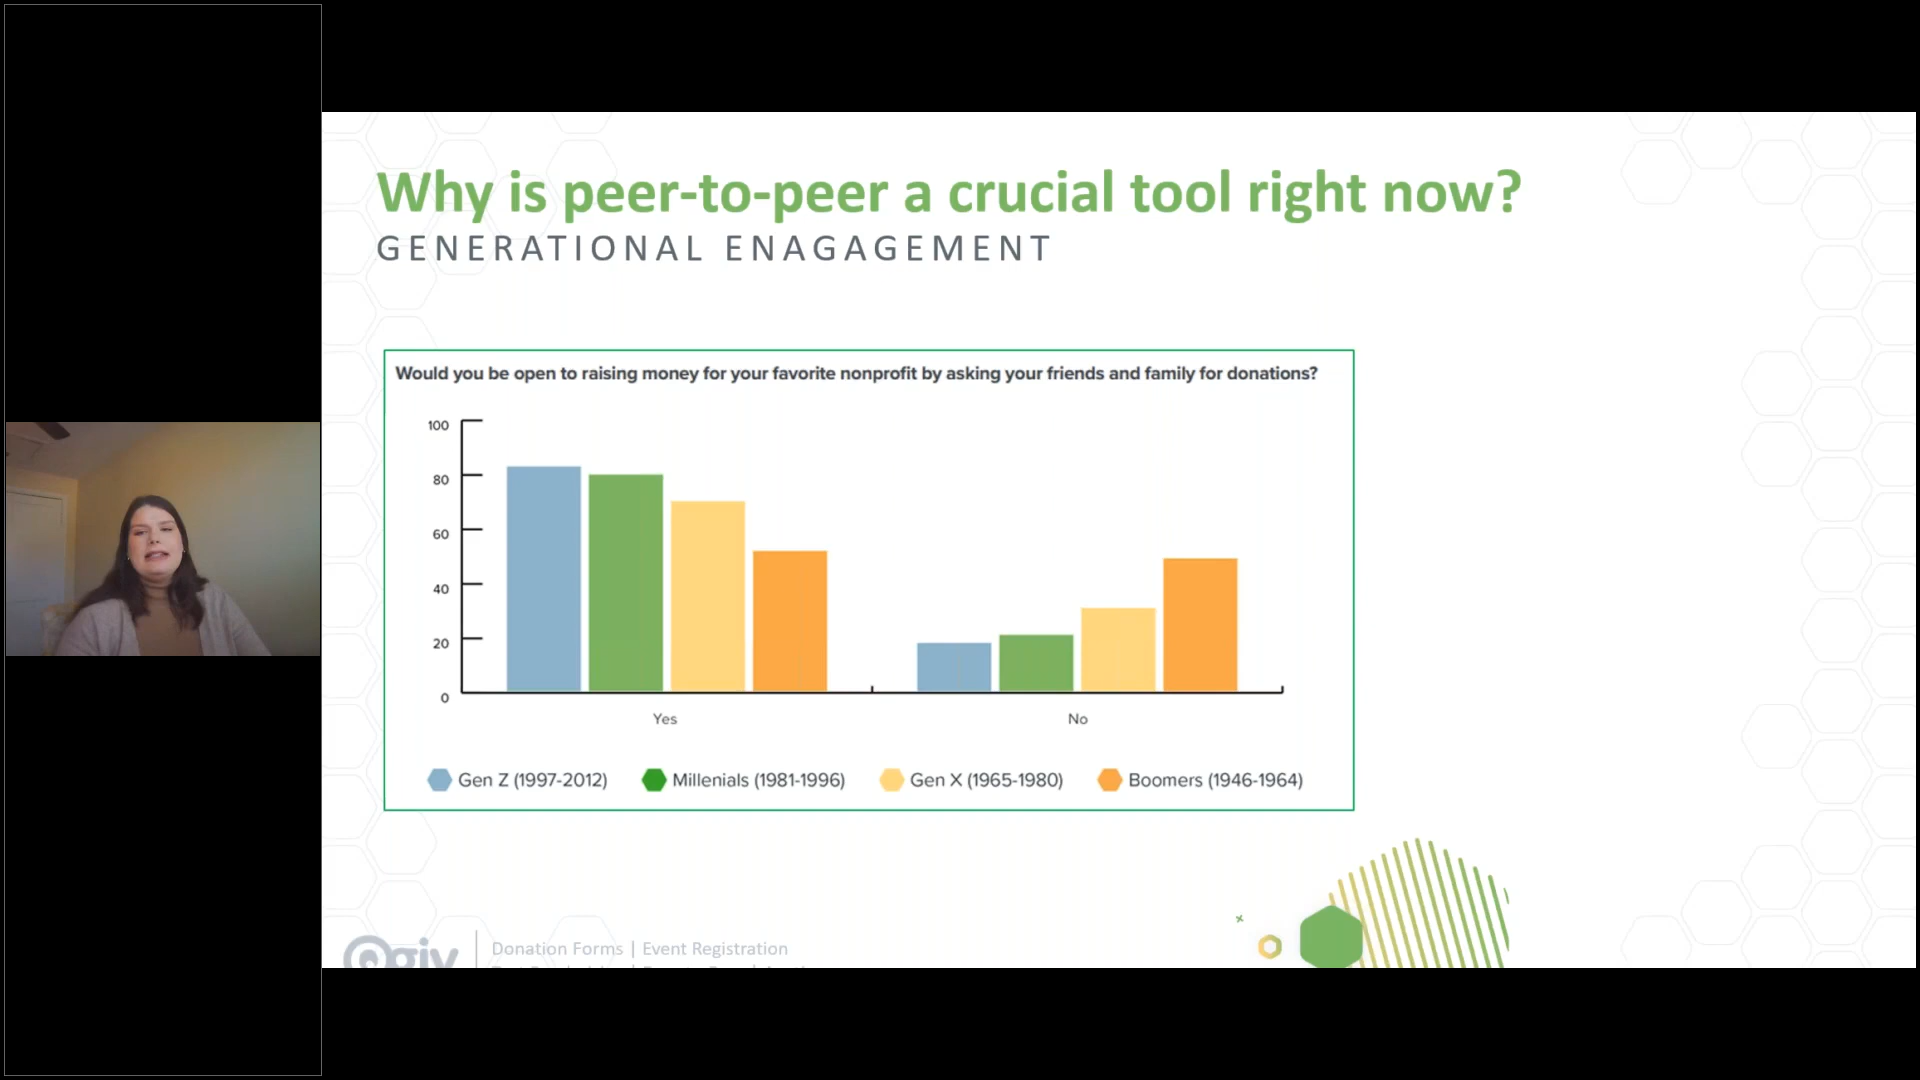 Why is peer-to-peer a crucial tool right now?
GENERATIONAL ENAGAGEMENT
Would you be open to raising money for your favorite nonprofit by asking your friends and family for donations?
100
80
60
40
20
0
Yes
No
Gen Z (1997-2012) Millenials (1981-1996) Gen X (1965-1980) Boomers (1946-1964)
Qgiv
Donation Forms | Event Registration